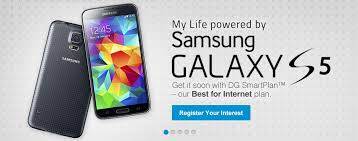 My Life powered by
Samsung
GALAXY S5
Get it soon with DG SmartPlan™
– our Best for Internet plan.
Register Your Interest
SAMSUNG